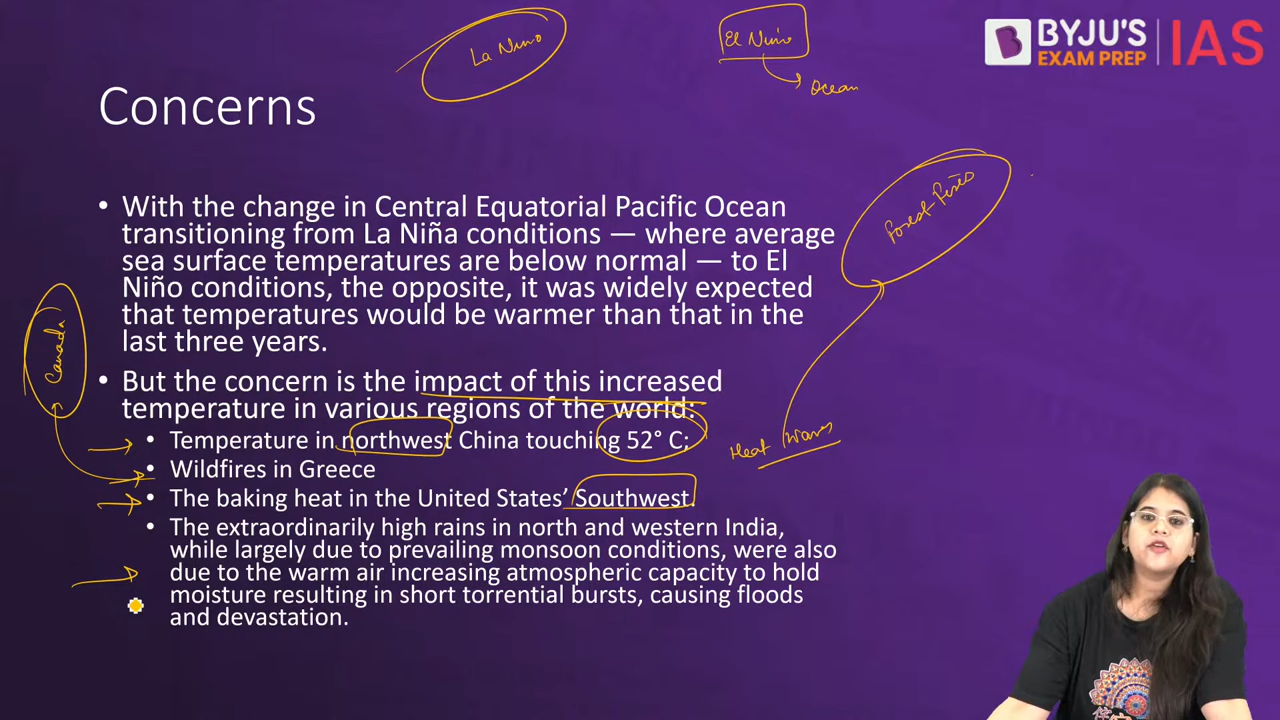 La Nino
El Nino
Ocean
BYJU'S
EXAM PREP
IAS
Concerns
Forest Fires
• With the change in Central Equatorial Pacific Ocean
transitioning from La Niña conditions — where average
sea surface temperatures are below normal — to El
Niño conditions, the opposite, it was widely expected
that temperatures would be warmer than that in the
last three years.
Canada
• But the concern is the impact of this increased
temperature in various regions of the world:
• Temperature in northwest China touching 52° C;
Heat Waves
• Wildfires in Greece
• The baking heat in the United States’ Southwest.
• The extraordinarily high rains in north and western India,
while largely due to prevailing monsoon conditions, were also
due to the warm air increasing atmospheric capacity to hold
moisture resulting in short torrential bursts, causing floods
and devastation.